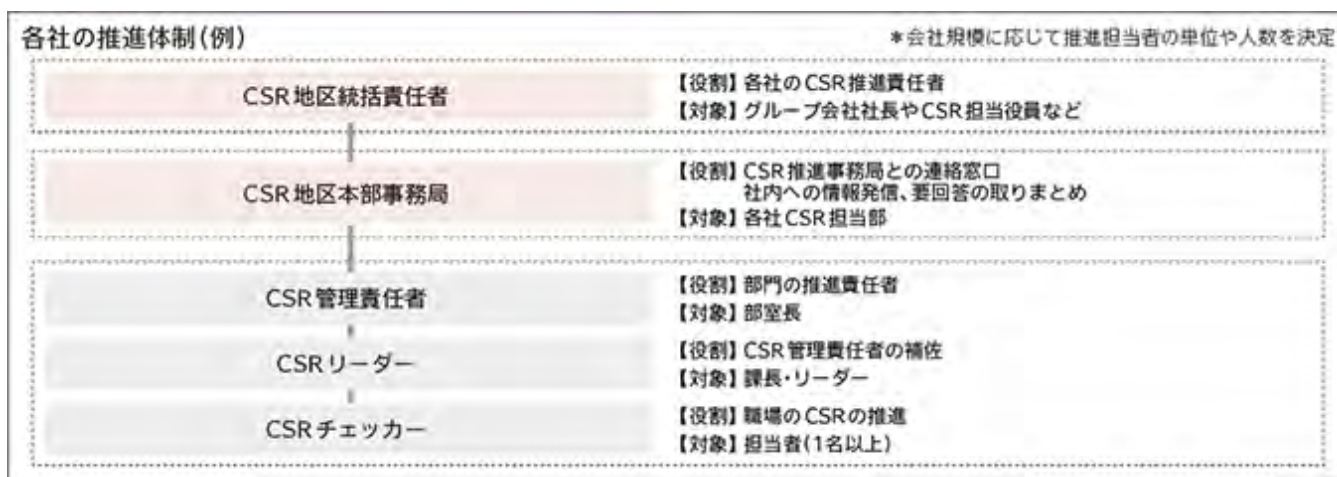 各社の推進体制(例)
*会社規模に応じて推進担当者の単位や人数を決定
CSR地区統括責任者
【役割】各社のCSR推進責任者
【対象】グループ会社社長やCSR担当役員など
CSR地区本部事務局
【役割】CSR推進事務局との連絡窓口
社内への情報発信、要回答の取りまとめ
【対象】各社CSR担当部
CSR管理責任者
【役割】部門の推進責任者
【対象】部室長
CSRリーダー
【役割】CSR管理責任者の補佐
【対象】課長・リーダー
CSRチェッカー
【役割】職場のCSRの推進
【対象】担当者(1名以上)